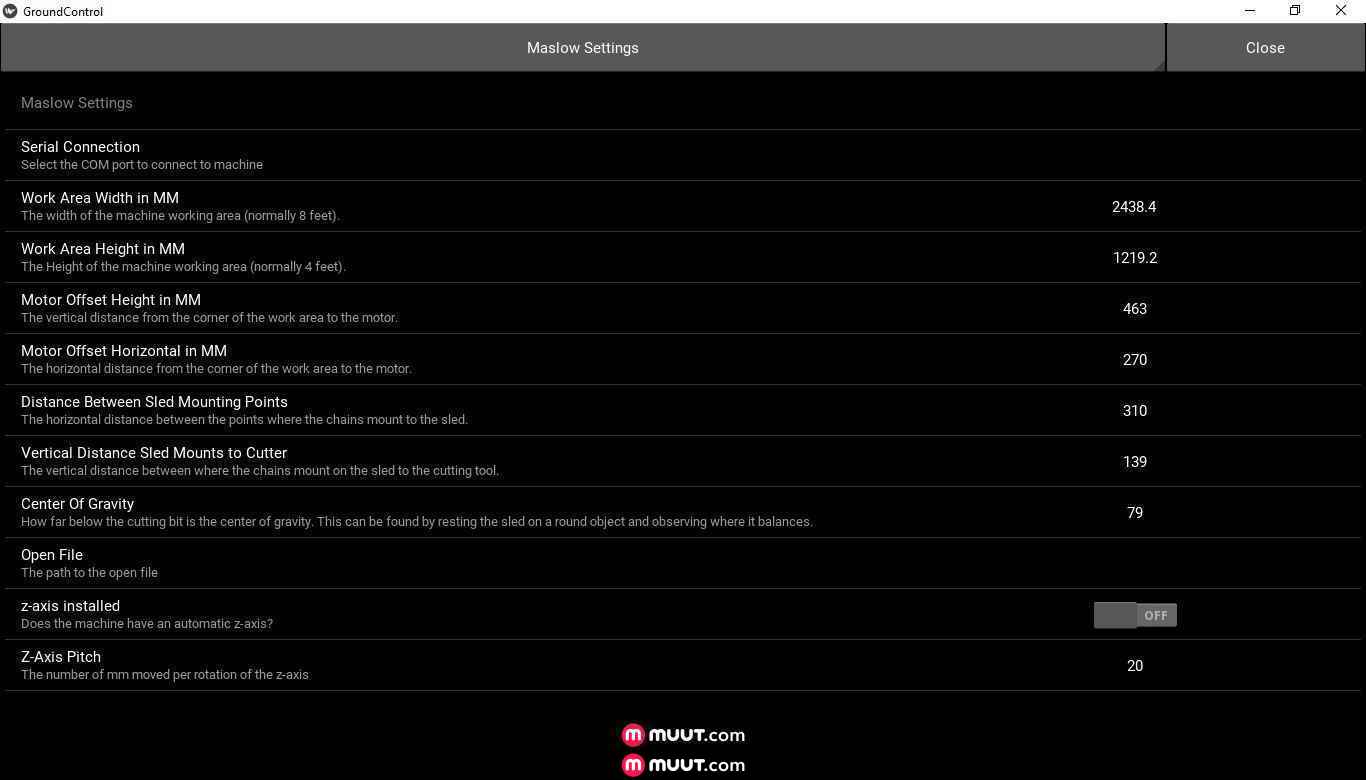 GroundControl
Maslow Settings
Close
Maslow Settings
Serial Connection
Select the COM port to connect to machine
Work Area Width in MM
The width of the machine working area (normally 8 feet).
2438.4
Work Area Height in MM
The Height of the machine working area (normally 4 feet).
1219.2
Motor Offset Height in MM
The vertical distance from the corner of the work area to the motor.
463
Motor Offset Horizontal in MM
The horizontal distance from the corner of the work area to the motor.
270
Distance Between Sled Mounting Points
The horizontal distance between the points where the chains mount to the sled.
310
Vertical Distance Sled Mounts to Cutter
The vertical distance between where the chains mount on the sled to the cutting tool.
139
Center Of Gravity
How far below the cutting bit is the center of gravity. This can be found by resting the sled on a round object and observing where it balances.
79
Open File
The path to the open file
z-axis installed
Does the machine have an automatic z-axis?
OFF
Z-Axis Pitch
The number of mm moved per rotation of the z-axis
20
m muut.com
m muut.com